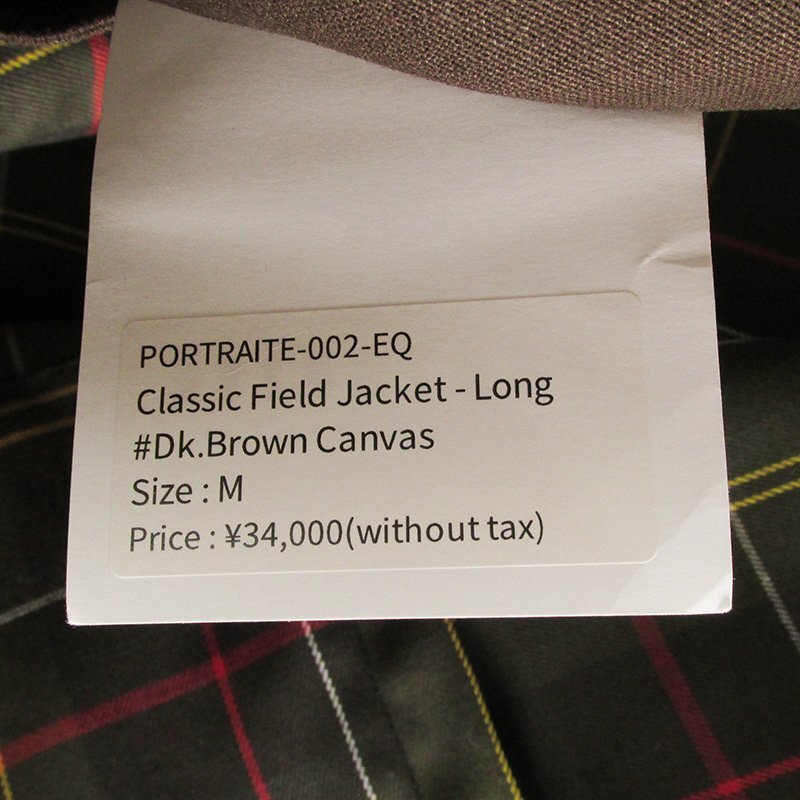 PORTRAITE-002-EQ
Classic Field Jacket - Long
#Dk.Brown Canvas
Size : M
Price : ¥34,000(without tax)